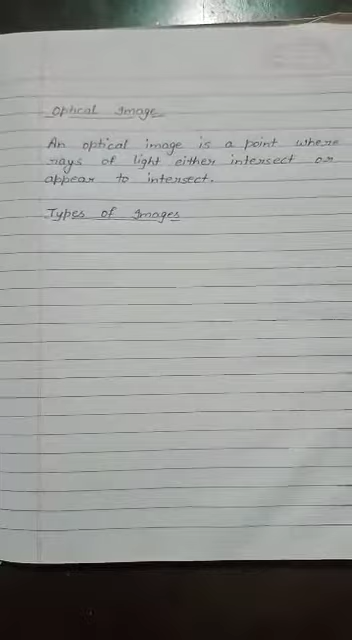 Optical Image
An optical image is a point where
rays of light either intersect or
appear to intersect.
Types of Images